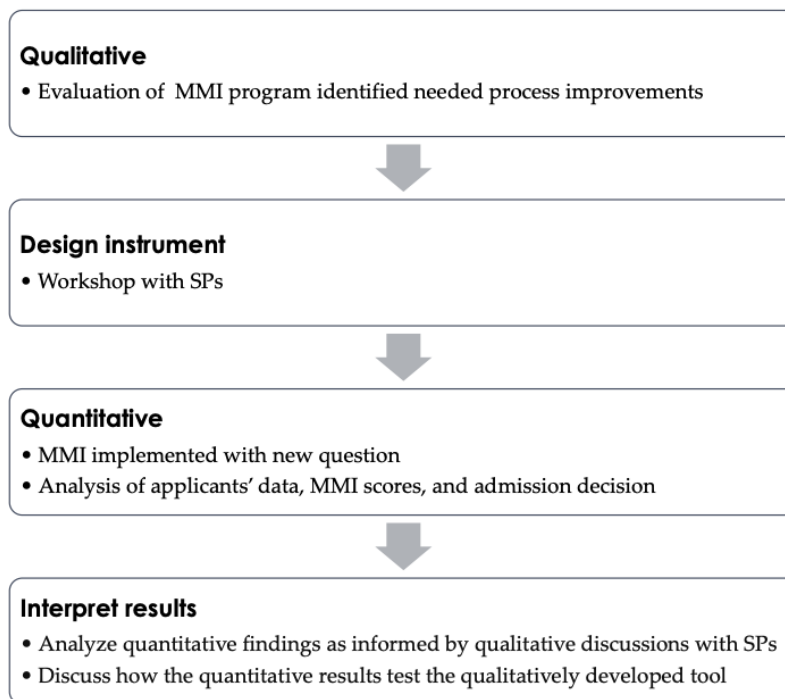 Qualitative
• Evaluation of MMI program identified needed process improvements
Design instrument
• Workshop with SPs
Quantitative
• MMI implemented with new question
• Analysis of applicants’ data, MMI scores, and admission decision
Interpret results
• Analyze quantitative findings as informed by qualitative discussions with SPs
• Discuss how the quantitative results test the qualitatively developed tool